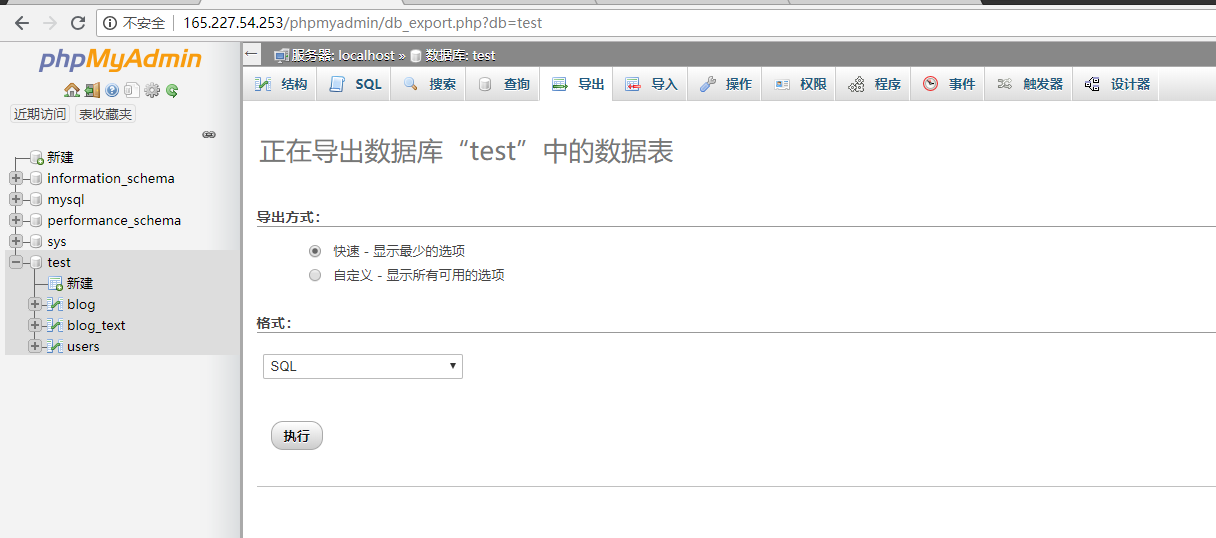 不安全 165.227.54.253/phpmyadmin/db_export.php?db=test
phpMyAdmin
近期访问 表收藏夹
新建
information_schema
mysql
performance_schema
sys
test
新建
blog
blog_text
users
服务器: localhost » 数据库: test
结构 SQL 搜索 查询 导出 导入 操作 权限 程序 事件 触发器 设计器
正在导出数据库“test”中的数据表
导出方式：
快速 - 显示最少的选项
自定义 - 显示所有可用的选项
格式：
SQL
执行